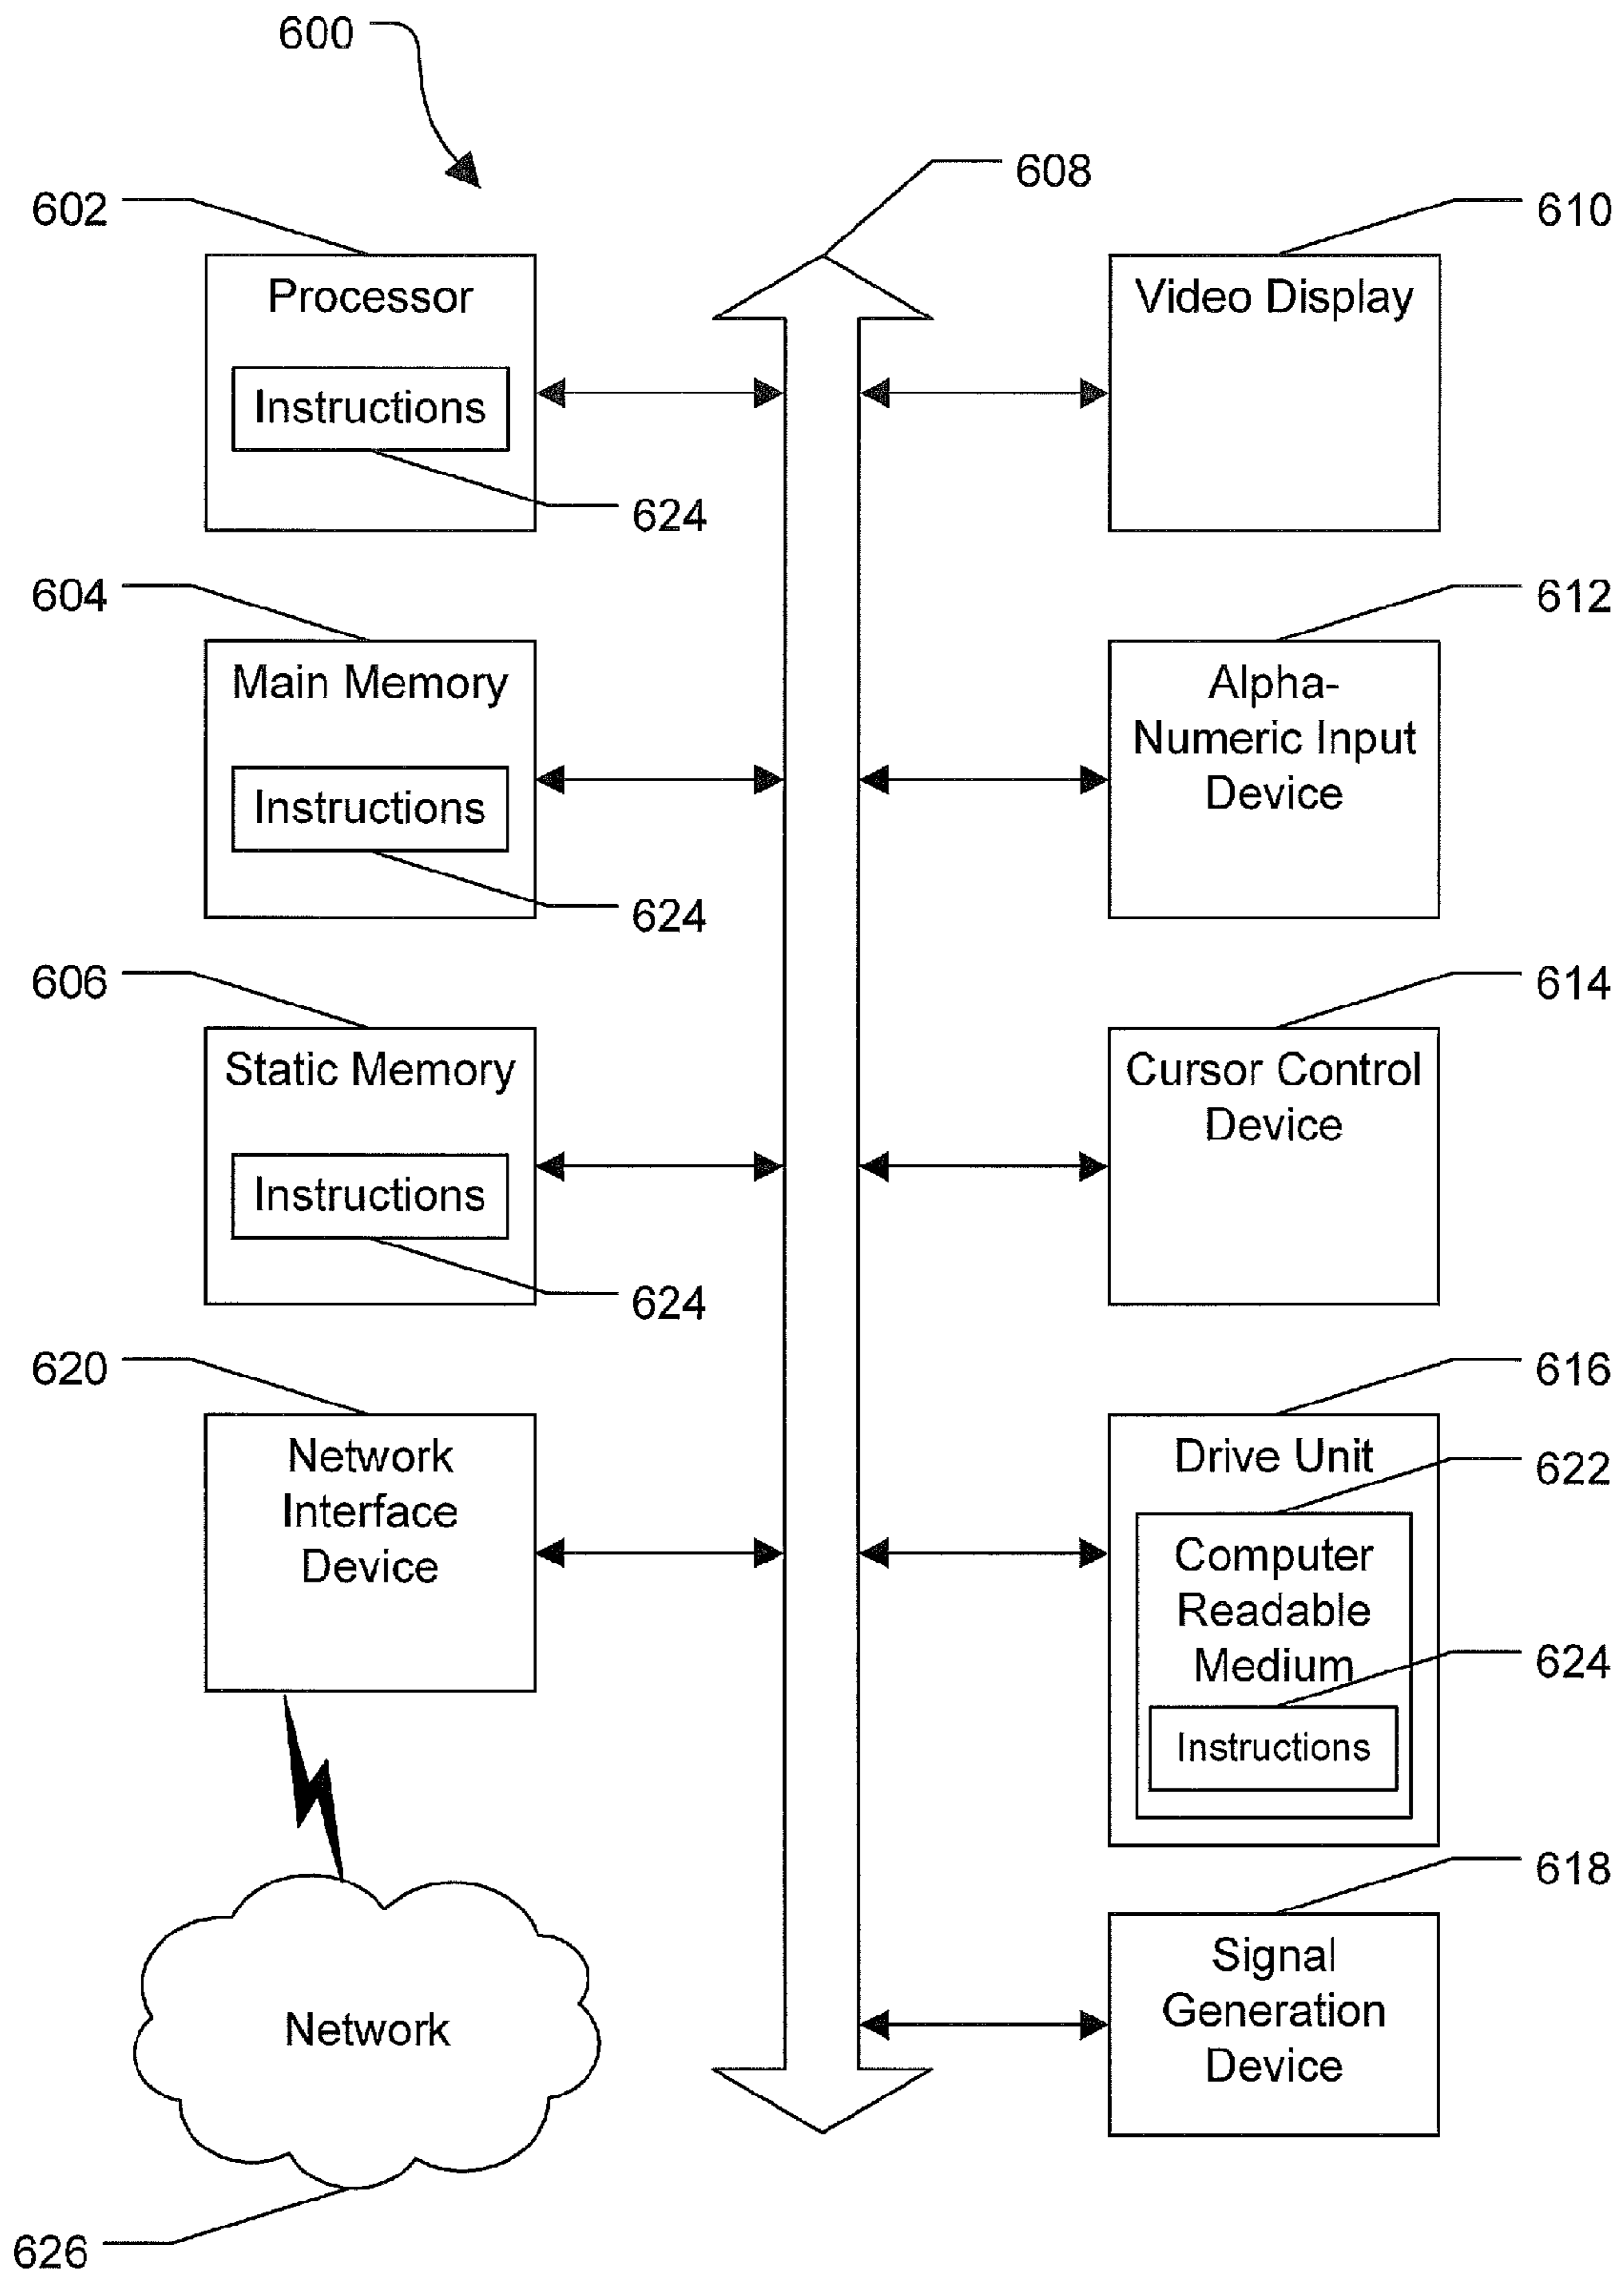 600
608
602
610
Processor
Video Display
Instructions
624
604
612
Main Memory
Alpha-
Numeric Input
Device
Instructions
624
606
614
Static Memory
Cursor Control
Device
Instructions
624
620
616
Network
Interface
Device
Drive Unit
622
Computer
Readable
Medium
624
Instructions
618
Signal
Generation
Device
Network
626